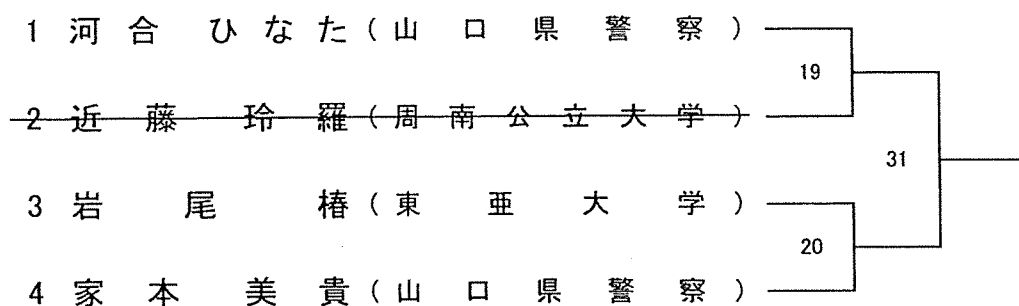 1 河合 ひなた(山口県警察)
19
2 近藤 玲羅(周南公立大学)
31
3 岩尾 椿(東亜大学)
20
4 家本 美貴(山口県警察)